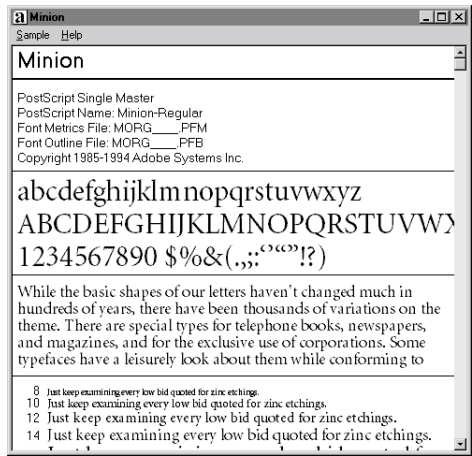 a Minion
Sample Help
Minion
PostScript Single Master
PostScript Name: Minion-Regular
Font Metrics File: MORG____.PFM
Font Outline File: MORG____.PFB
Copyright 1985-1994 Adobe Systems Inc.
abcdefghijklmnopqrstuvwxyz
ABCDEFGHIJKLMNOPQRSTUVWX
1234567890 $%&(.,;:‘’“”!?)
While the basic shapes of our letters haven't changed much in
hundreds of years, there have been thousands of variations on the
theme. There are special types for telephone books, newspapers,
and magazines, and for the exclusive use of corporations. Some
typefaces have a leisurely look about them while conforming to
8 Just keep examining every low bid quoted for zinc etchings.
10 Just keep examining every low bid quoted for zinc etchings.
12 Just keep examining every low bid quoted for zinc etchings.
14 Just keep examining every low bid quoted for zinc etchings.